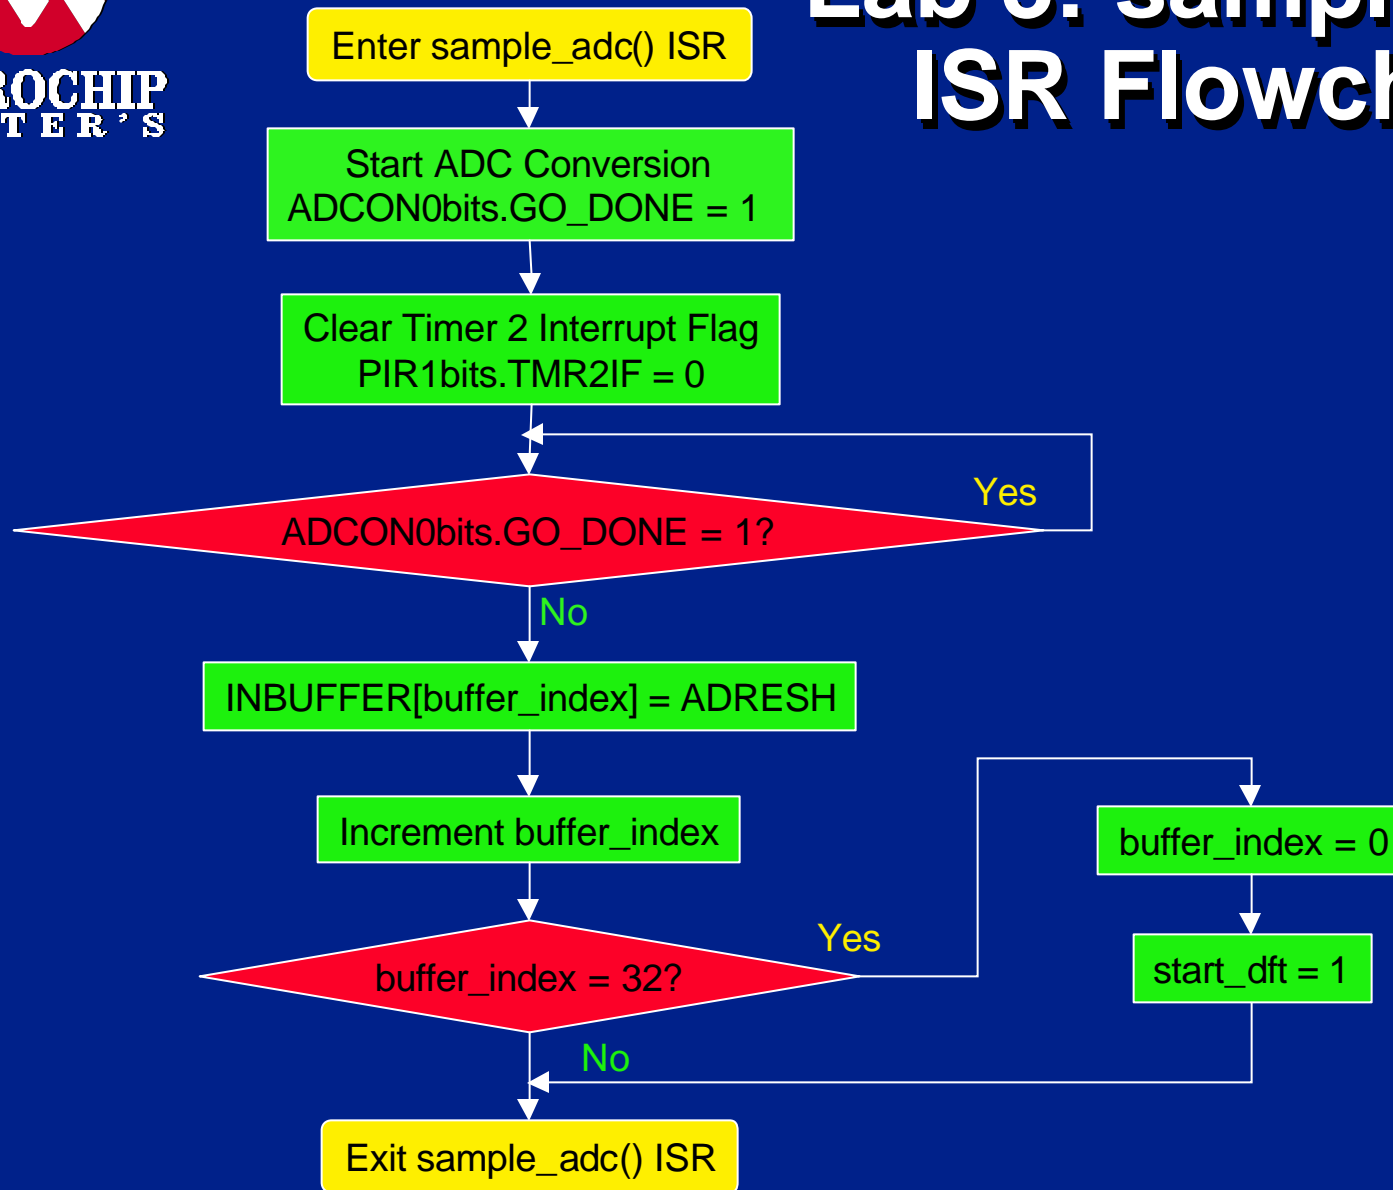 ISR
Enter sample_adc() ISR
Start ADC Conversion
ADCON0bits.GO_DONE = 1
Clear Timer 2 Interrupt Flag
PIR1bits.TMR2IF = 0
Yes
ADCON0bits.GO_DONE = 1?
No
INBUFFER[buffer_index] = ADRESH
Increment buffer_index
buffer_index = 0
Yes
buffer_index = 32?
start_dft = 1
No
Exit sample_adc() ISR